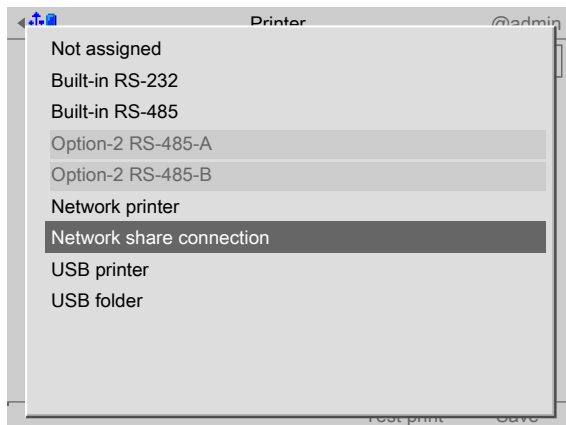 Printer @admin
Not assigned
Built-in RS-232
Built-in RS-485
Option-2 RS-485-A
Option-2 RS-485-B
Network printer
Network share connection
USB printer
USB folder
Test print Save